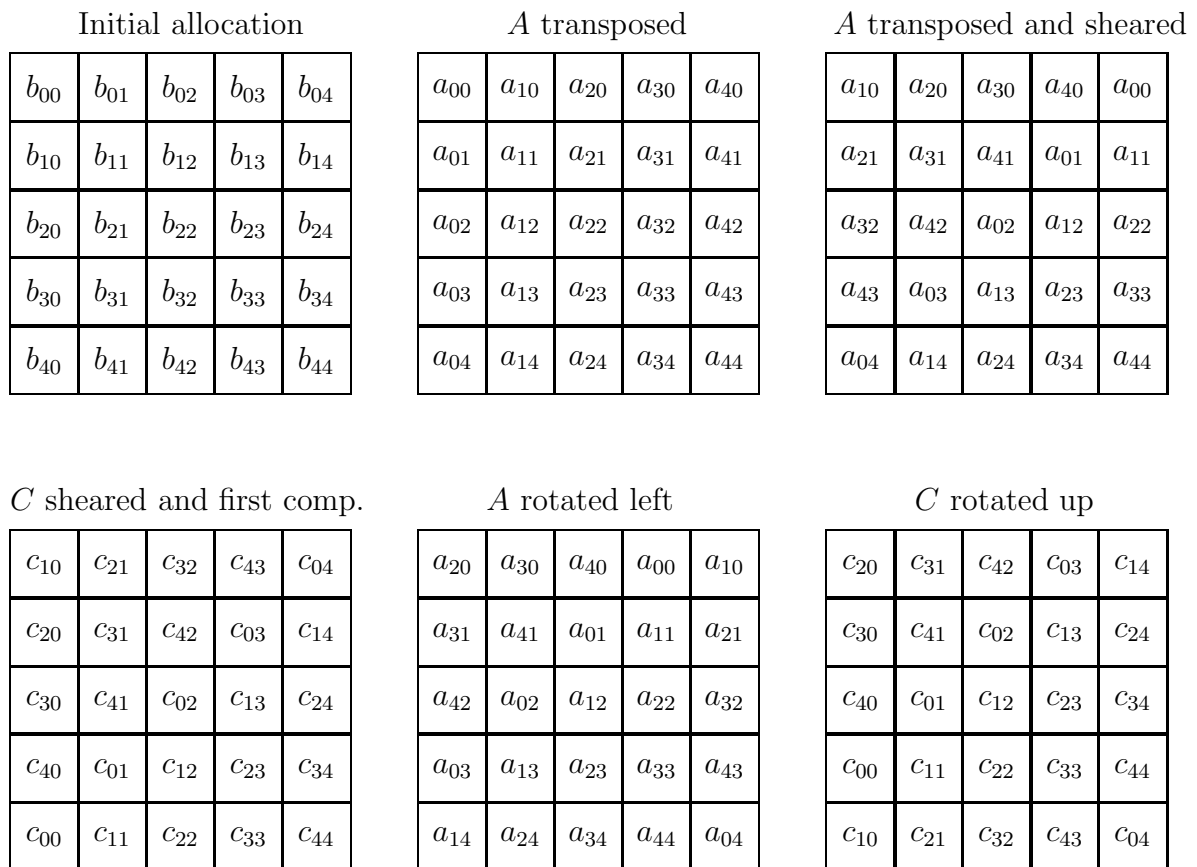 Initial allocation A transposed A transposed and sheared
b00 b01 b02 b03 b04 a00 a10 a20 a30 a40 a10 a20 a30 a40 a00
b10 b11 b12 b13 b14 a01 a11 a21 a31 a41 a21 a31 a41 a01 a11
b20 b21 b22 b23 b24 a02 a12 a22 a32 a42 a32 a42 a02 a12 a22
b30 b31 b32 b33 b34 a03 a13 a23 a33 a43 a43 a03 a13 a23 a33
b40 b41 b42 b43 b44 a04 a14 a24 a34 a44 a04 a14 a24 a34 a44
C sheared and first comp. A rotated left C rotated up
c10 c21 c32 c43 c04 a20 a30 a40 a00 a10 c20 c31 c42 c03 c14
c20 c31 c42 c03 c14 a31 a41 a01 a11 a21 c30 c41 c02 c13 c24
c30 c41 c02 c13 c24 a42 a02 a12 a22 a32 c40 c01 c12 c23 c34
c40 c01 c12 c23 c34 a03 a13 a23 a33 a43 c00 c11 c22 c33 c44
c00 c11 c22 c33 c44 a14 a24 a34 a44 a04 c10 c21 c32 c43 c04